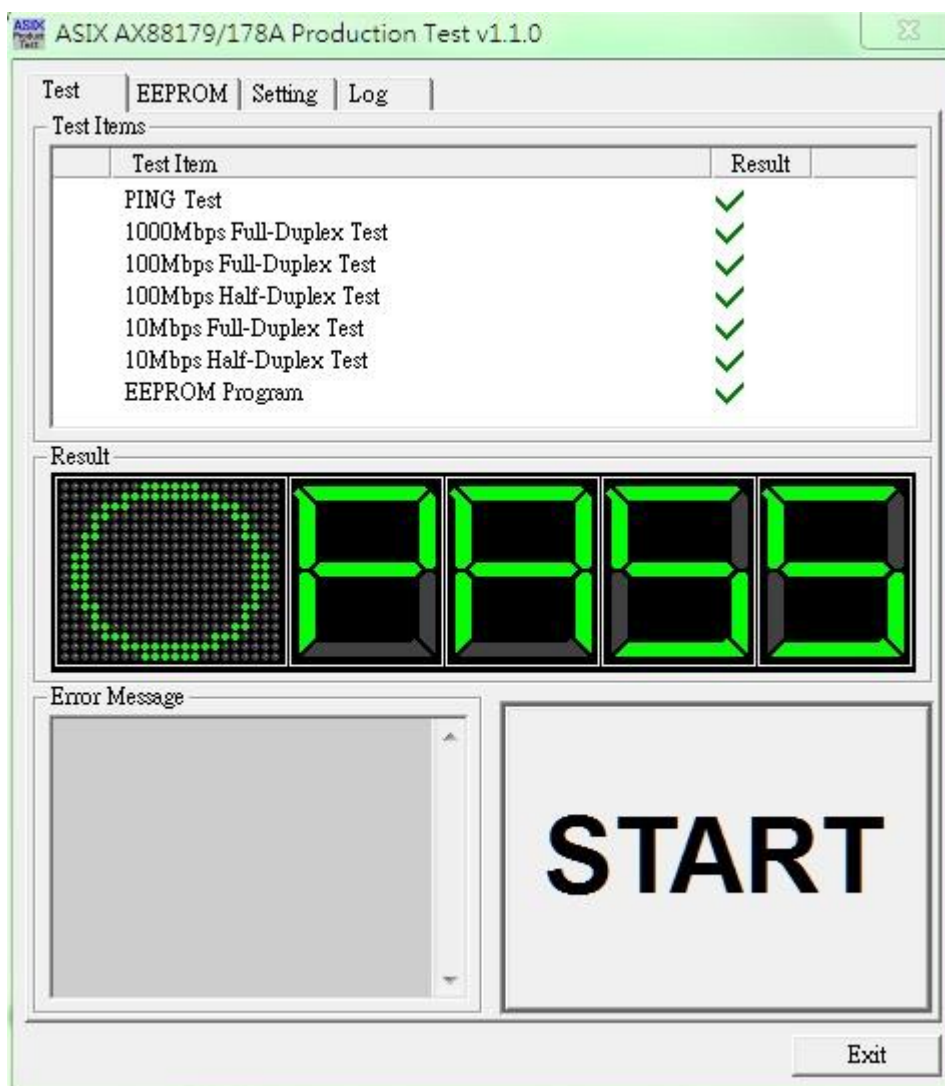 ASIX AX88179/178A Production Test v1.1.0
Test EEPROM Setting Log
Test Items
Test Item Result
PING Test
1000Mbps Full-Duplex Test
100Mbps Full-Duplex Test
100Mbps Half-Duplex Test
10Mbps Full-Duplex Test
10Mbps Half-Duplex Test
EEPROM Program
Result
PASS
Error Message
START
Exit